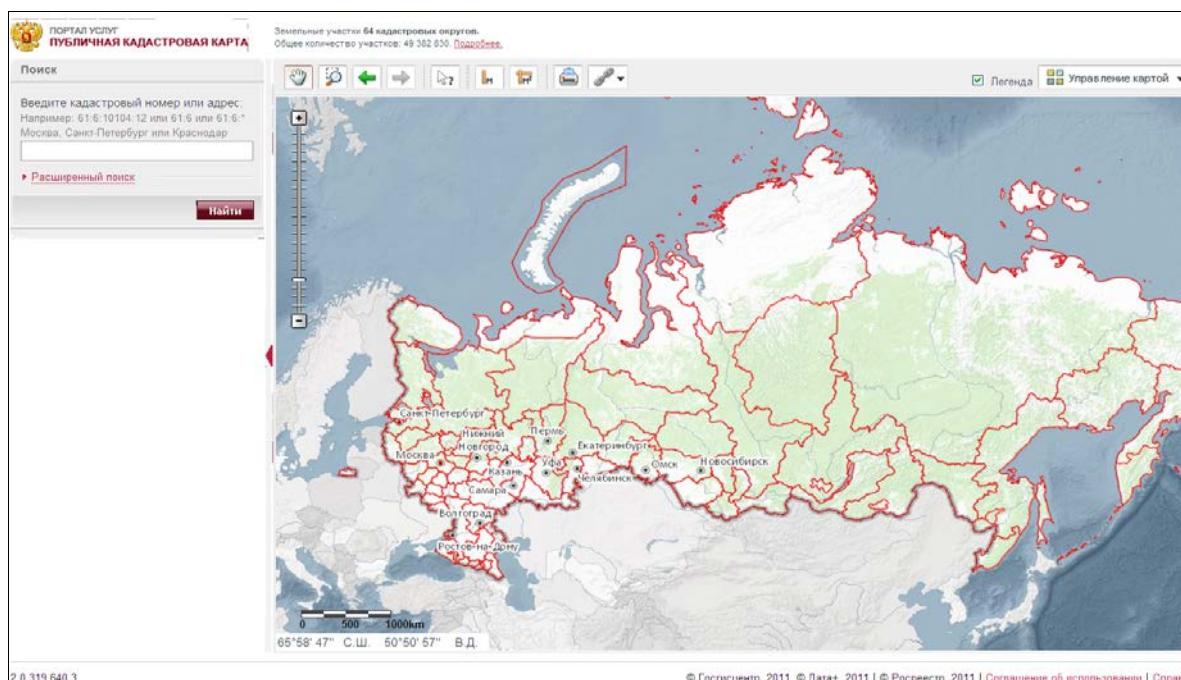 ПОРТАЛ УСЛУГ
ПУБЛИЧНАЯ КАДАСТРОВАЯ КАРТА
Земельные участки 64 кадастровых округов.
Общее количество участков: 49 382 830. Подробнее.
Поиск
Легенда
Управление картой
Введите кадастровый номер или адрес:
Например: 61:6:10104:12 или 61:6 или 61:6:*
Москва, Санкт-Петербург или Краснодар
Расширенный поиск
Найти
Санкт-Петербург
Нижний
Новгород
Пермь
Екатеринбург
Москва
Казань
Уфа
Челябинск
Омск
Новосибирск
Самара
Волгоград
Ростов-на-Дону
0 500 1000km
65°58' 47" С.Ш. 50°50' 57" В.Д.
2.0.319.640.3
© Госгисцентр, 2011, © Дата+, 2011 | © Росреестр, 2011 | Соглашение об использовании | Справ